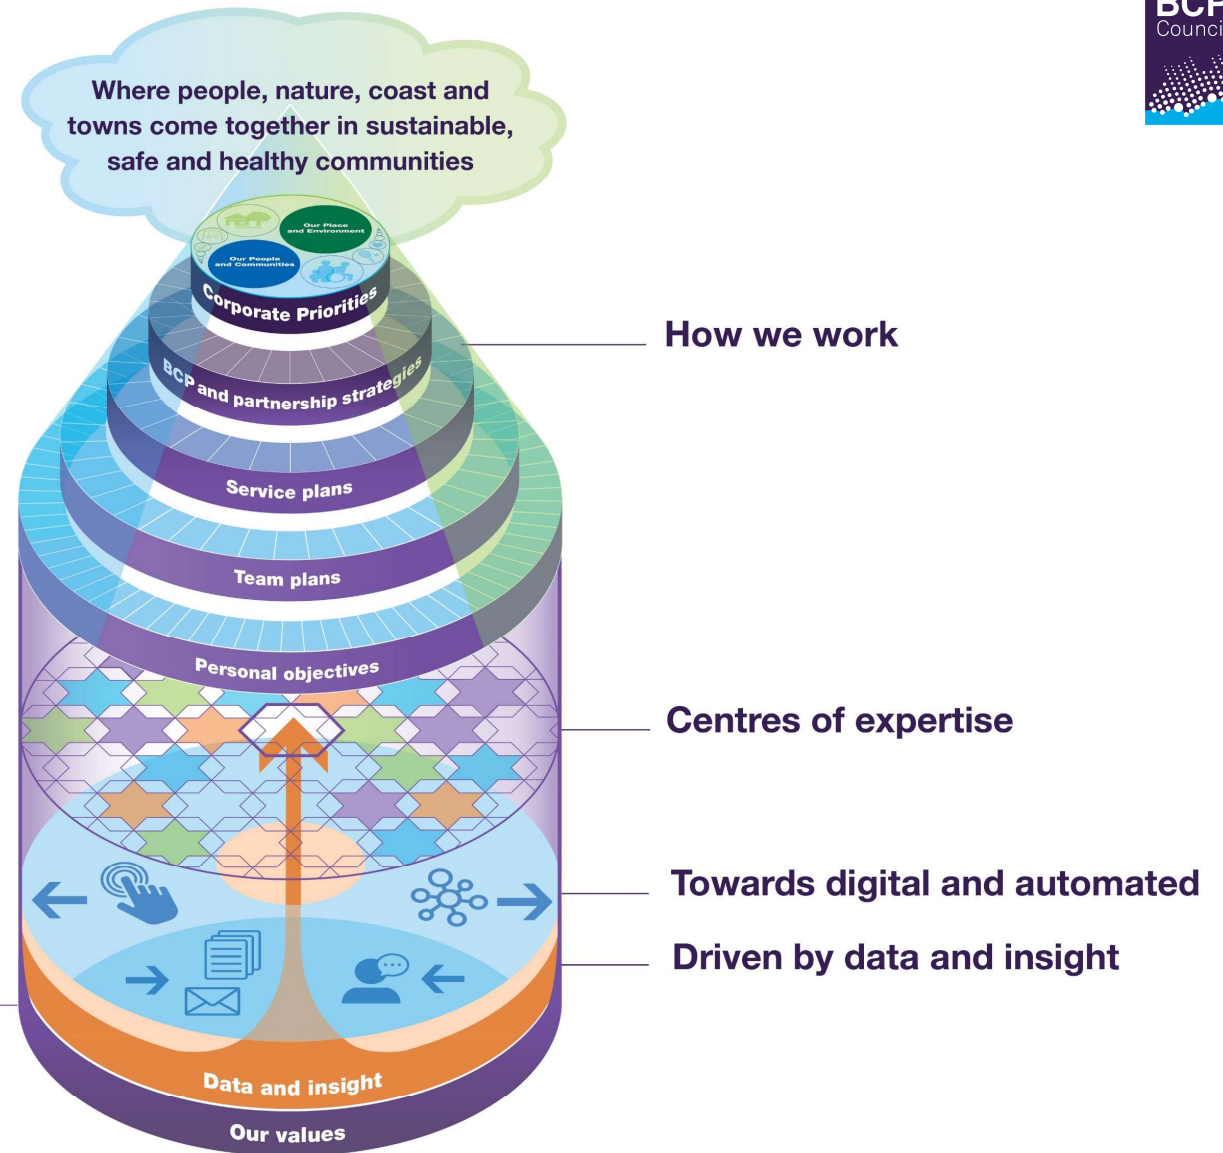 BCP
Council
Where people, nature, coast and
towns come together in sustainable,
safe and healthy communities
Our Place
and Environment
Our People
and Communities
Corporate Priorities
How we work
BCP and partnership strategies
Service plans
Team plans
Personal objectives
Centres of expertise
Towards digital and automated
Driven by data and insight
Data and insight
Our values